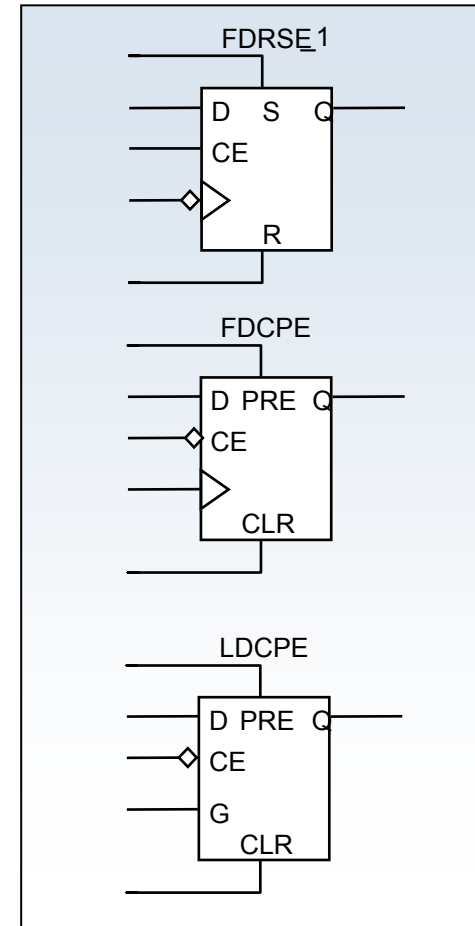 FDRSE_1
D S Q
CE
R
FDCPE
D PRE Q
CE
CLR
LDCPE
D PRE Q
CE
G
CLR